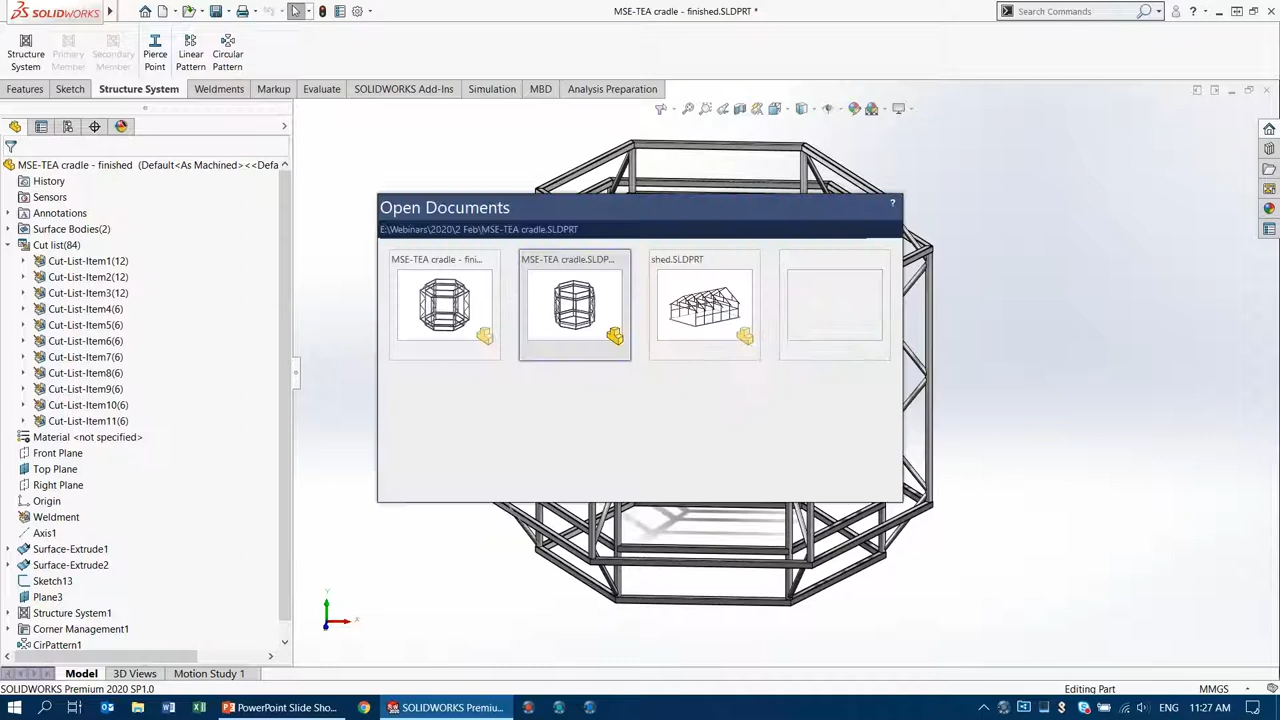 SOLIDWORKS
MSE-TEA cradle - finished.SLDPRT *
Search Commands
Structure System
Primary Member
Secondary Member
Pierce Point
Linear Pattern
Circular Pattern
Features
Sketch
Structure System
Weldments
Markup
Evaluate
SOLIDWORKS Add-Ins
Simulation
MBD
Analysis Preparation
MSE-TEA cradle - finished (Default<As Machined><<Defa
History
Sensors
Annotations
Surface Bodies(2)
Cut list(84)
Cut-List-Item1(12)
Cut-List-Item2(12)
Cut-List-Item3(12)
Cut-List-Item4(6)
Cut-List-Item5(6)
Cut-List-Item6(6)
Cut-List-Item7(6)
Cut-List-Item8(6)
Cut-List-Item9(6)
Cut-List-Item10(6)
Cut-List-Item11(6)
Material <not specified>
Front Plane
Top Plane
Right Plane
Origin
Weldment
Axis1
Surface-Extrude1
Surface-Extrude2
Sketch13
Plane3
Structure System1
Corner Management1
CirPattern1
Open Documents
?
E:\Webinars\2020\2 Feb\MSE-TEA cradle.SLDPRT
MSE-TEA cradle - fini...
MSE-TEA cradle.SLDP...
shed.SLDPRT
Y
X
Model
3D Views
Motion Study 1
SOLIDWORKS Premium 2020 SP1.0
Editing Part
MMGS
PowerPoint Slide Sho...
SOLIDWORKS Premiu...
ENG
11:27 AM